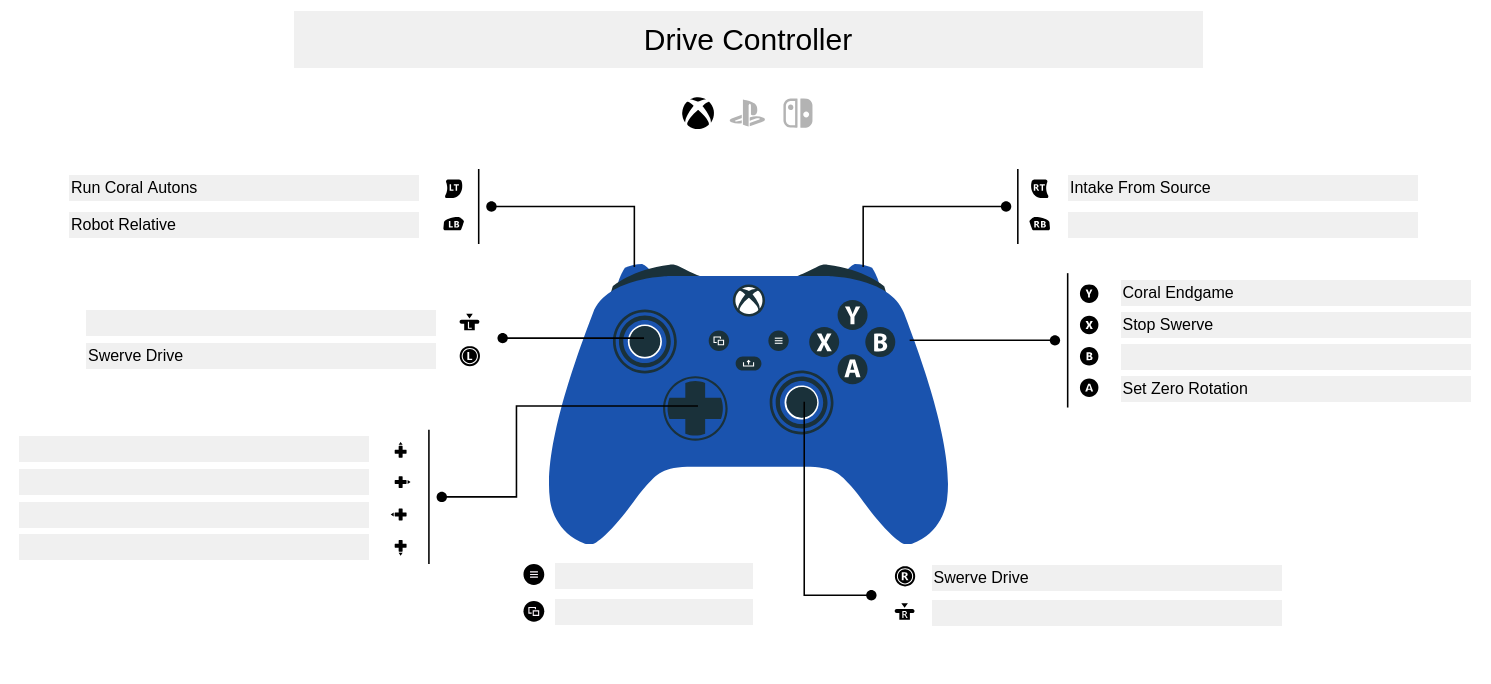 Drive Controller
Run Coral Autons LT
Robot Relative LB
RT Intake From Source
RB
L
Swerve Drive L
Y Coral Endgame
X Stop Swerve
B
A Set Zero Rotation
Y
X B
A
R Swerve Drive
R